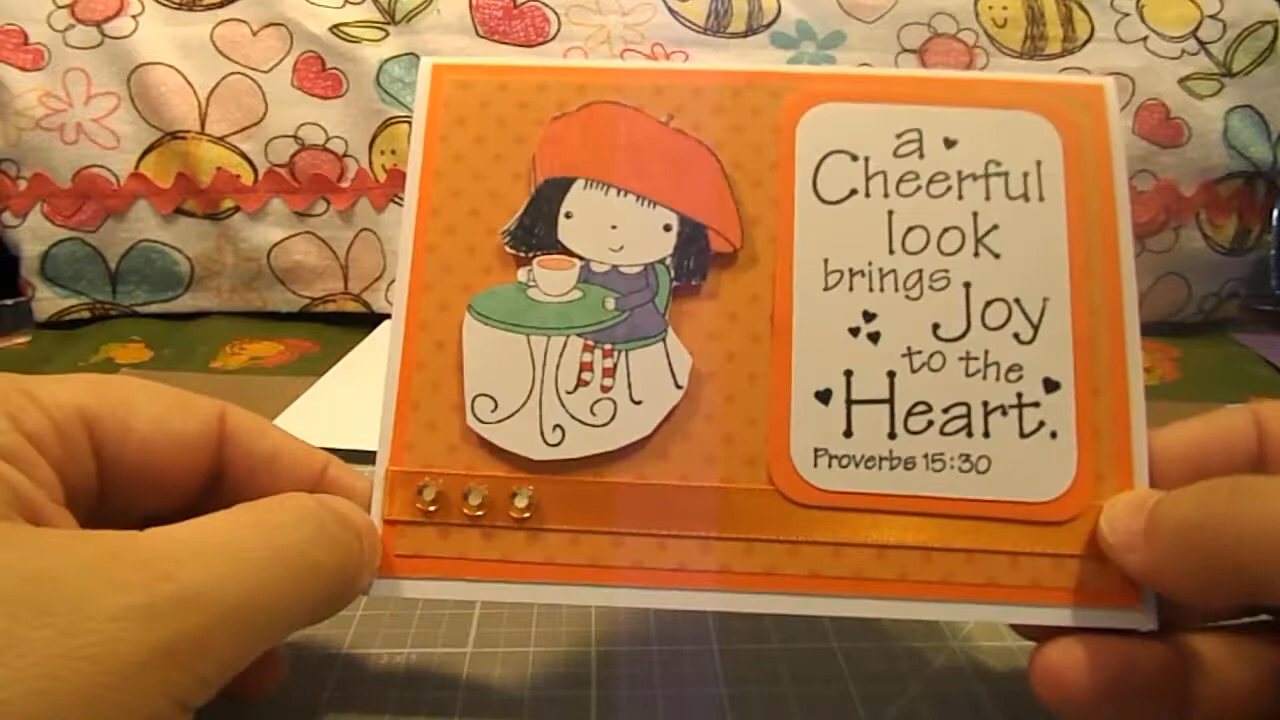 a
Cheerful
look
brings
Joy
to the
Heart.
Proverbs 15:30